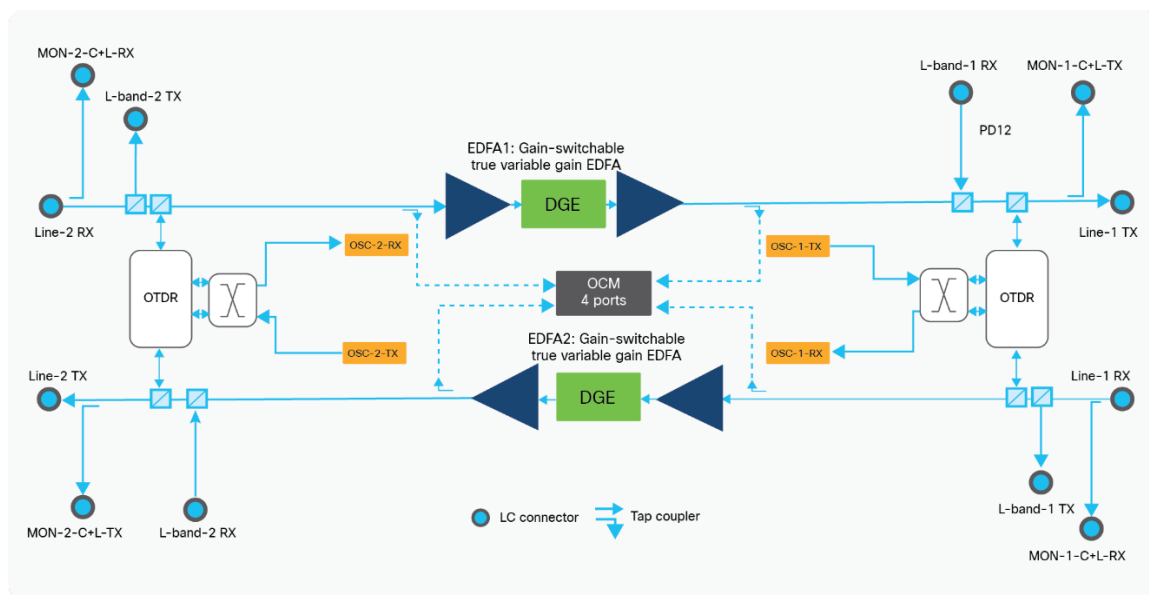 MON-2-C+L-RX
L-band-2 TX
L-band-1 RX
MON-1-C+L-TX
PD12
EDFA1: Gain-switchable
true variable gain EDFA
DGE
Line-2 RX
Line-1 TX
OSC-2-RX
OSC-1-TX
OTDR
OCM
4 ports
OTDR
EDFA2: Gain-switchable
true variable gain EDFA
OSC-2-TX
OSC-1-RX
Line-2 TX
DGE
Line-1 RX
MON-2-C+L-TX
L-band-2 RX
LC connector
Tap coupler
L-band-1 TX
MON-1-C+L-RX